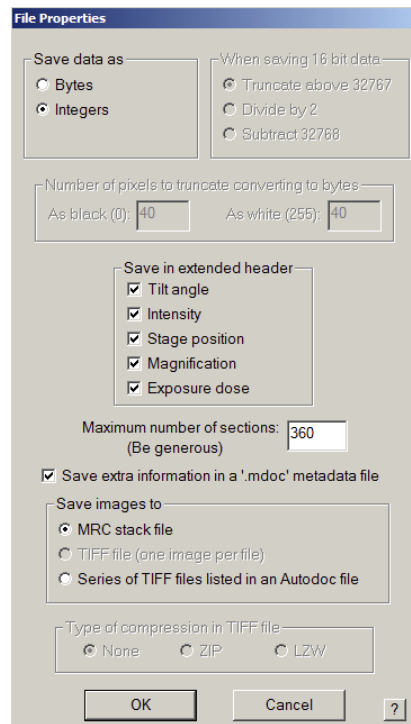 File Properties
Save data as
Bytes
Integers
When saving 16 bit data
Truncate above 32767
Divide by 2
Subtract 32768
Number of pixels to truncate converting to bytes
As black (0): 40 As white (255): 40
Save in extended header
Tilt angle
Intensity
Stage position
Magnification
Exposure dose
Maximum number of sections: 360
(Be generous)
Save extra information in a '.mdoc' metadata file
Save images to
MRC stack file
TIFF file (one image per file)
Series of TIFF files listed in an Autodoc file
Type of compression in TIFF file
None ZIP LZW
OK Cancel ?